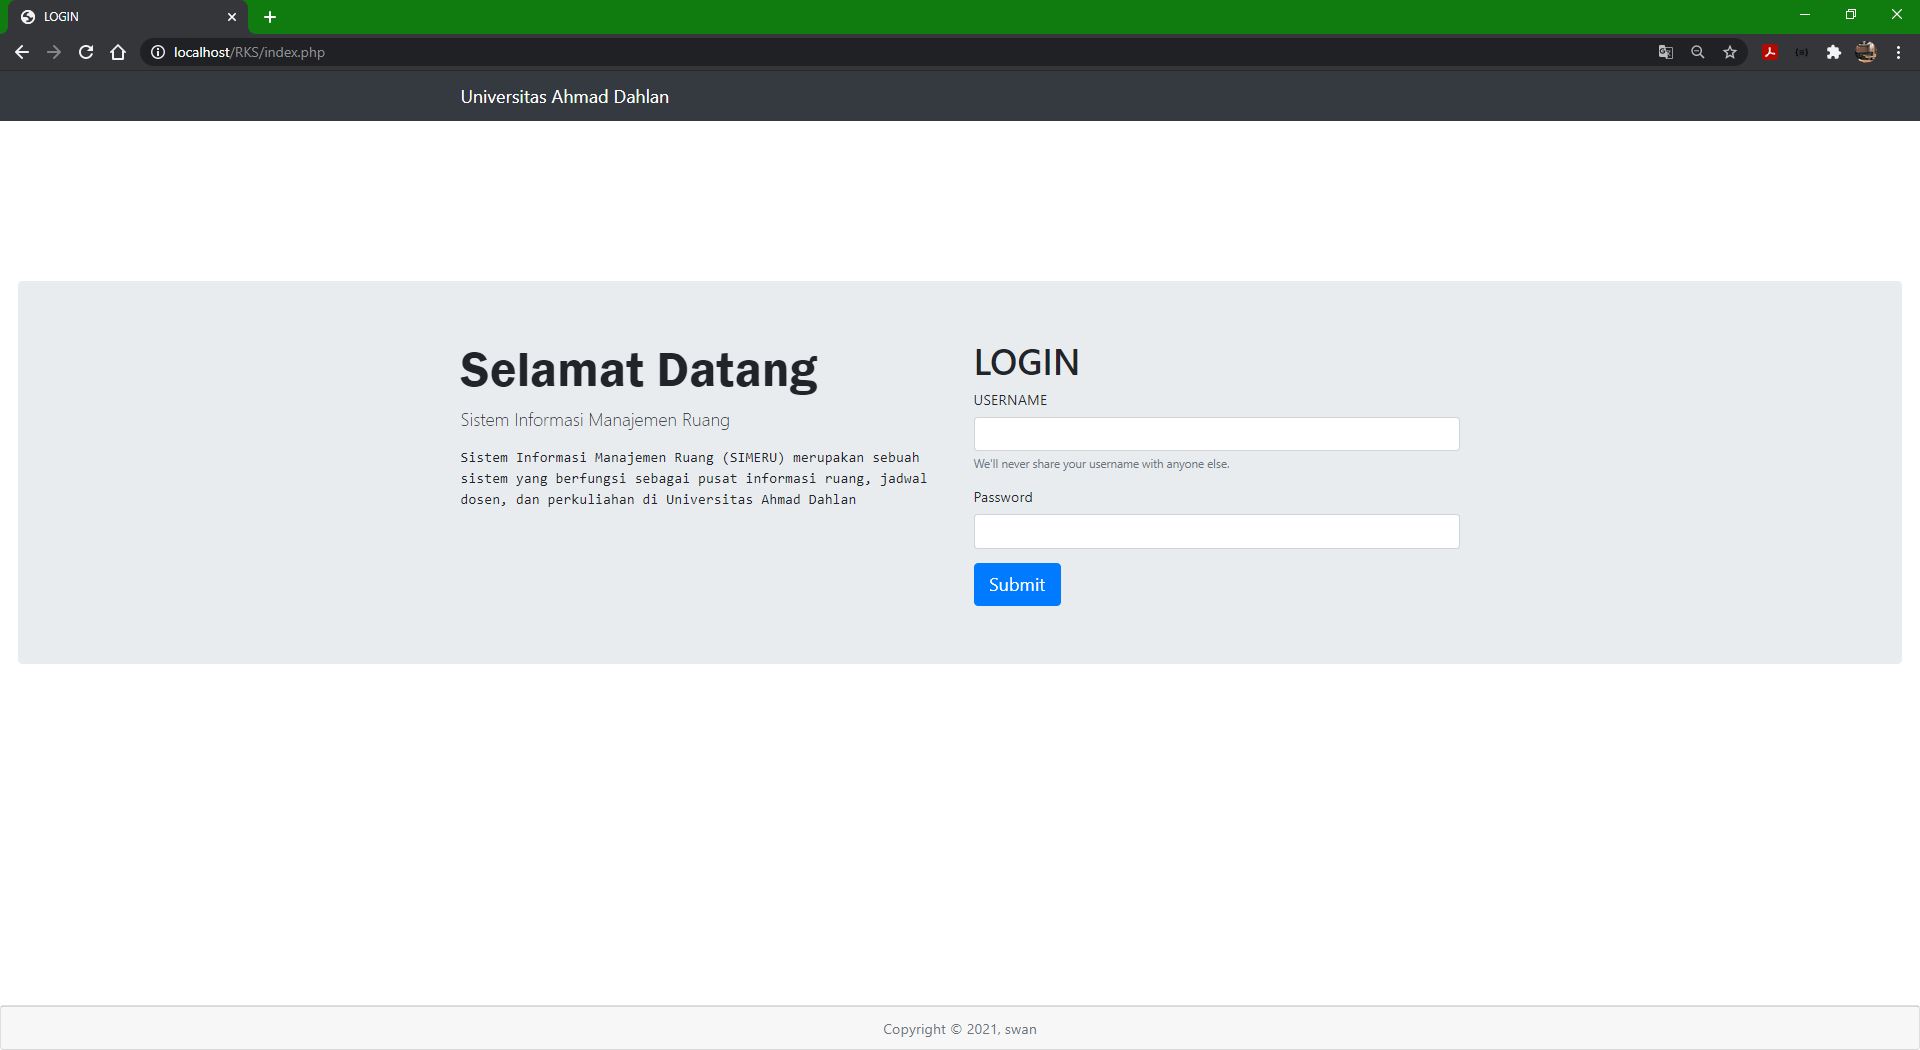 LOGIN
localhost/RKS/index.php
Universitas Ahmad Dahlan
Selamat Datang
Sistem Informasi Manajemen Ruang
Sistem Informasi Manajemen Ruang (SIMERU) merupakan sebuah
sistem yang berfungsi sebagai pusat informasi ruang, jadwal
dosen, dan perkuliahan di Universitas Ahmad Dahlan
LOGIN
USERNAME
We'll never share your username with anyone else.
Password
Submit
Copyright © 2021, swan